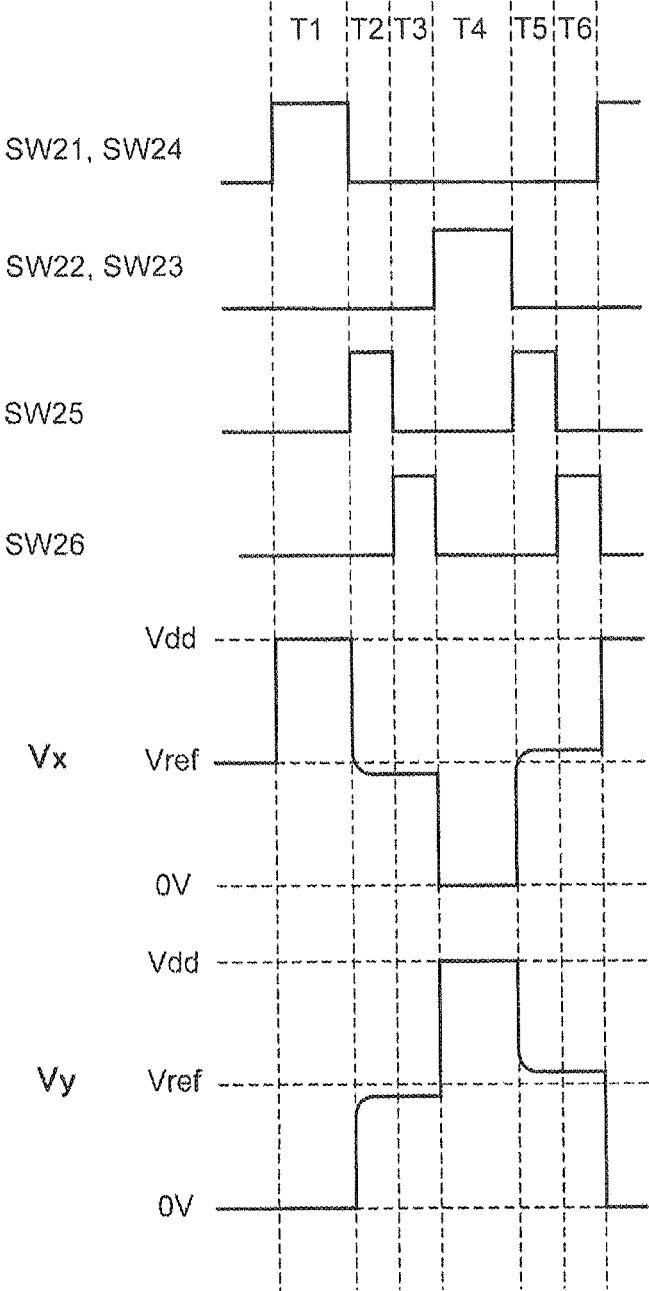 T1 T2 T3 T4 T5 T6
SW21, SW24
SW22, SW23
SW25
SW26
Vdd
Vx Vref
0V
Vdd
Vy Vref
0V